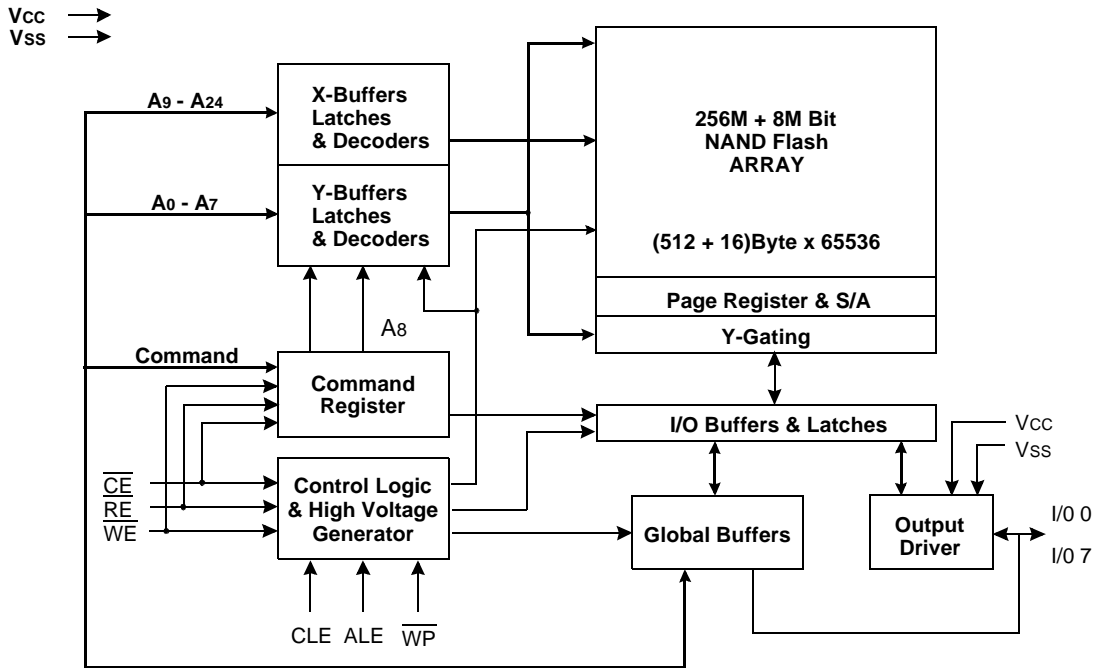 VCC
VSS
A9 - A24
X-Buffers
Latches
& Decoders
A0 - A7
Y-Buffers
Latches
& Decoders
256M + 8M Bit
NAND Flash
ARRAY
(512 + 16)Byte x 65536
Page Register & S/A
Y-Gating
A8
Command
Command
Register
I/O Buffers & Latches
VCC
VSS
CE
RE
WE
Control Logic
& High Voltage
Generator
Global Buffers
Output
Driver
I/0 0
I/0 7
CLE
ALE
WP